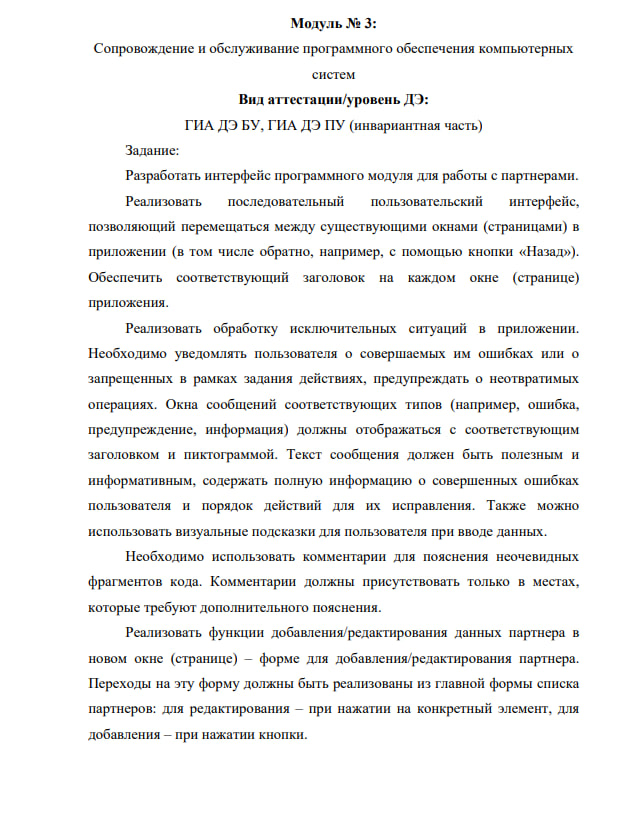 Модуль № 3:
Сопровождение и обслуживание программного обеспечения компьютерных
систем
Вид аттестации/уровень ДЭ:
ГИА ДЭ БУ, ГИА ДЭ ПУ (инвариантная часть)
Задание:
Разработать интерфейс программного модуля для работы с партнерами.
Реализовать последовательный пользовательский интерфейс,
позволяющий перемещаться между существующими окнами (страницами) в
приложении (в том числе обратно, например, с помощью кнопки «Назад»).
Обеспечить соответствующий заголовок на каждом окне (странице)
приложения.
Реализовать обработку исключительных ситуаций в приложении.
Необходимо уведомлять пользователя о совершаемых им ошибках или о
запрещенных в рамках задания действиях, предупреждать о неотвратимых
операциях. Окна сообщений соответствующих типов (например, ошибка,
предупреждение, информация) должны отображаться с соответствующим
заголовком и пиктограммой. Текст сообщения должен быть полезным и
информативным, содержать полную информацию о совершенных ошибках
пользователя и порядок действий для их исправления. Также можно
использовать визуальные подсказки для пользователя при вводе данных.
Необходимо использовать комментарии для пояснения неочевидных
фрагментов кода. Комментарии должны присутствовать только в местах,
которые требуют дополнительного пояснения.
Реализовать функции добавления/редактирования данных партнера в
новом окне (странице) – форме для добавления/редактирования партнера.
Переходы на эту форму должны быть реализованы из главной формы списка
партнеров: для редактирования – при нажатии на конкретный элемент, для
добавления – при нажатии кнопки.